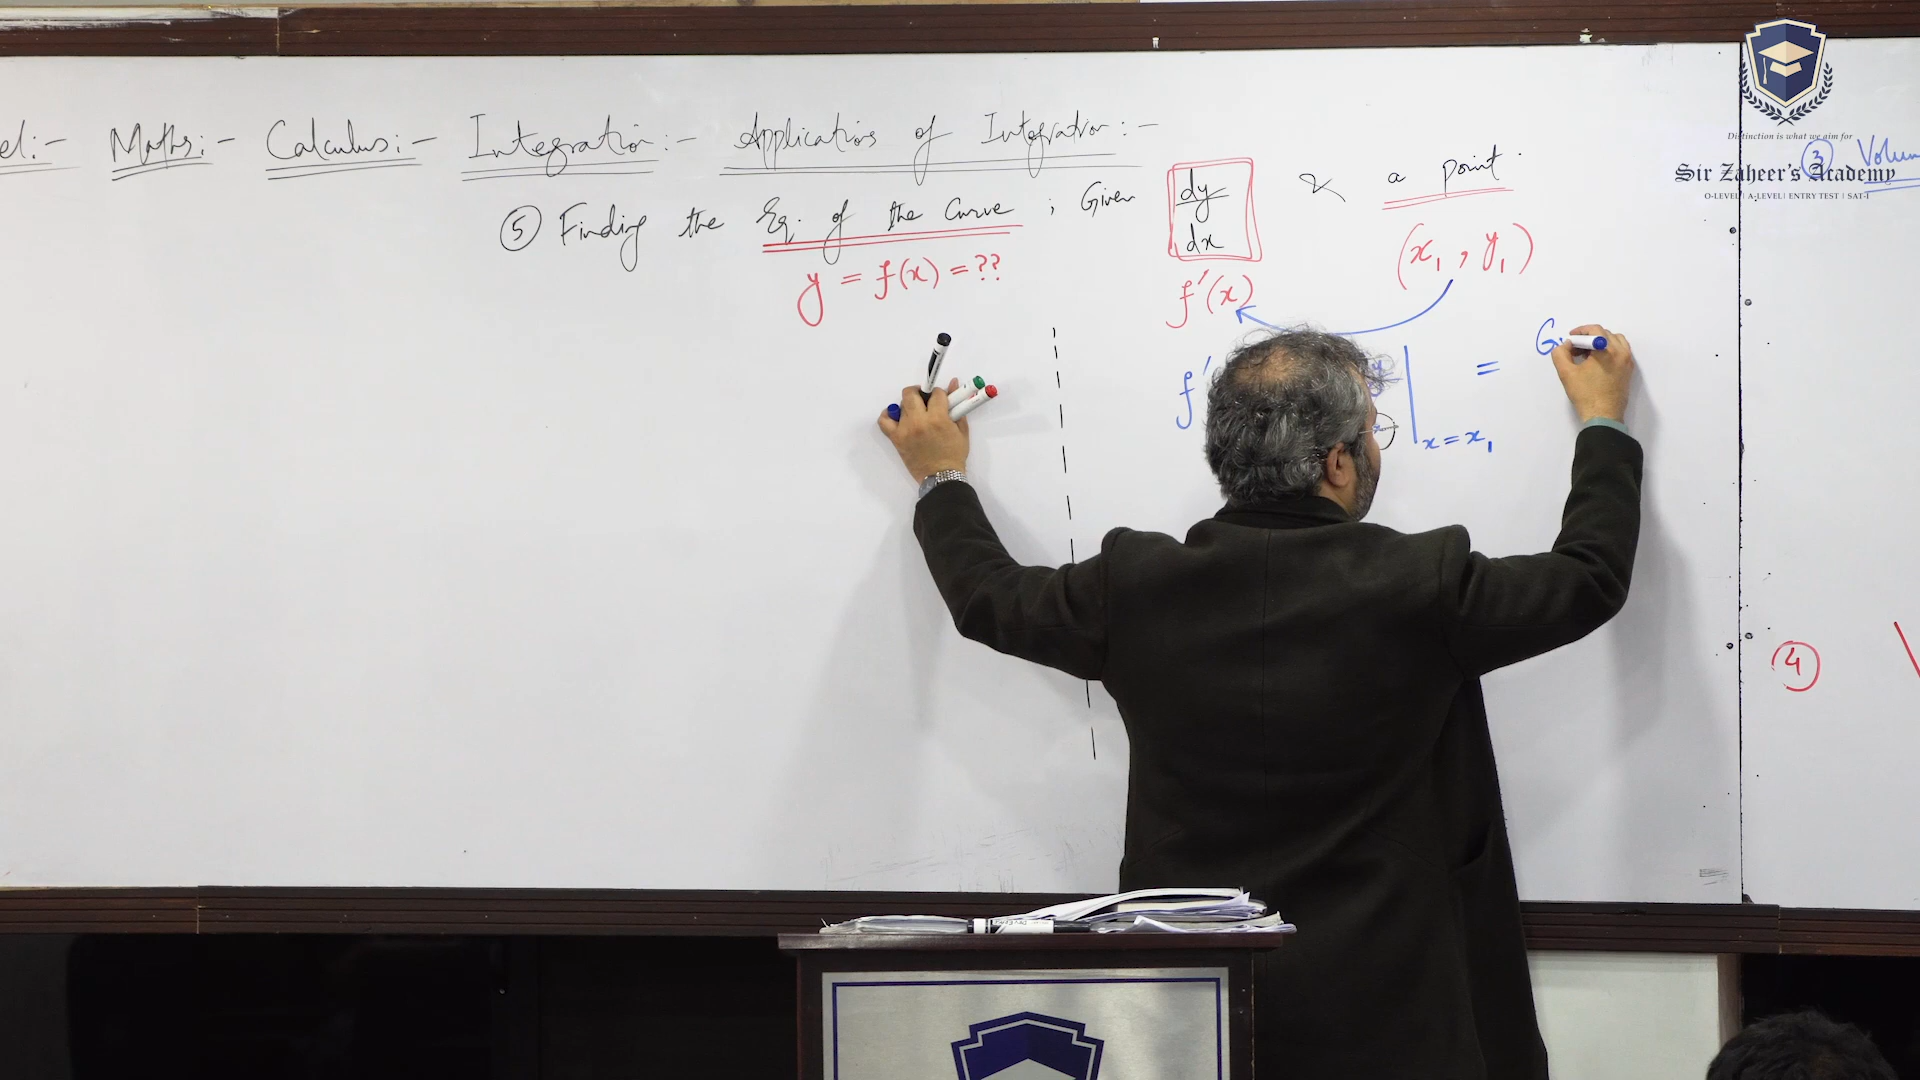 el:- Maths:- Calculus:- Integration:- Applications of Integration:-
⑤ Finding the Eq. of the Curve ; Given dy/dx & a point.
y = f(x) = ??
f'(x)
(x₁, y₁)
f'
x = x₁
=
③ Volum
④
Distinction is what we aim for
Sir Zaheer's Academy
O-LEVEL | A-LEVEL | ENTRY TEST | SAT-I